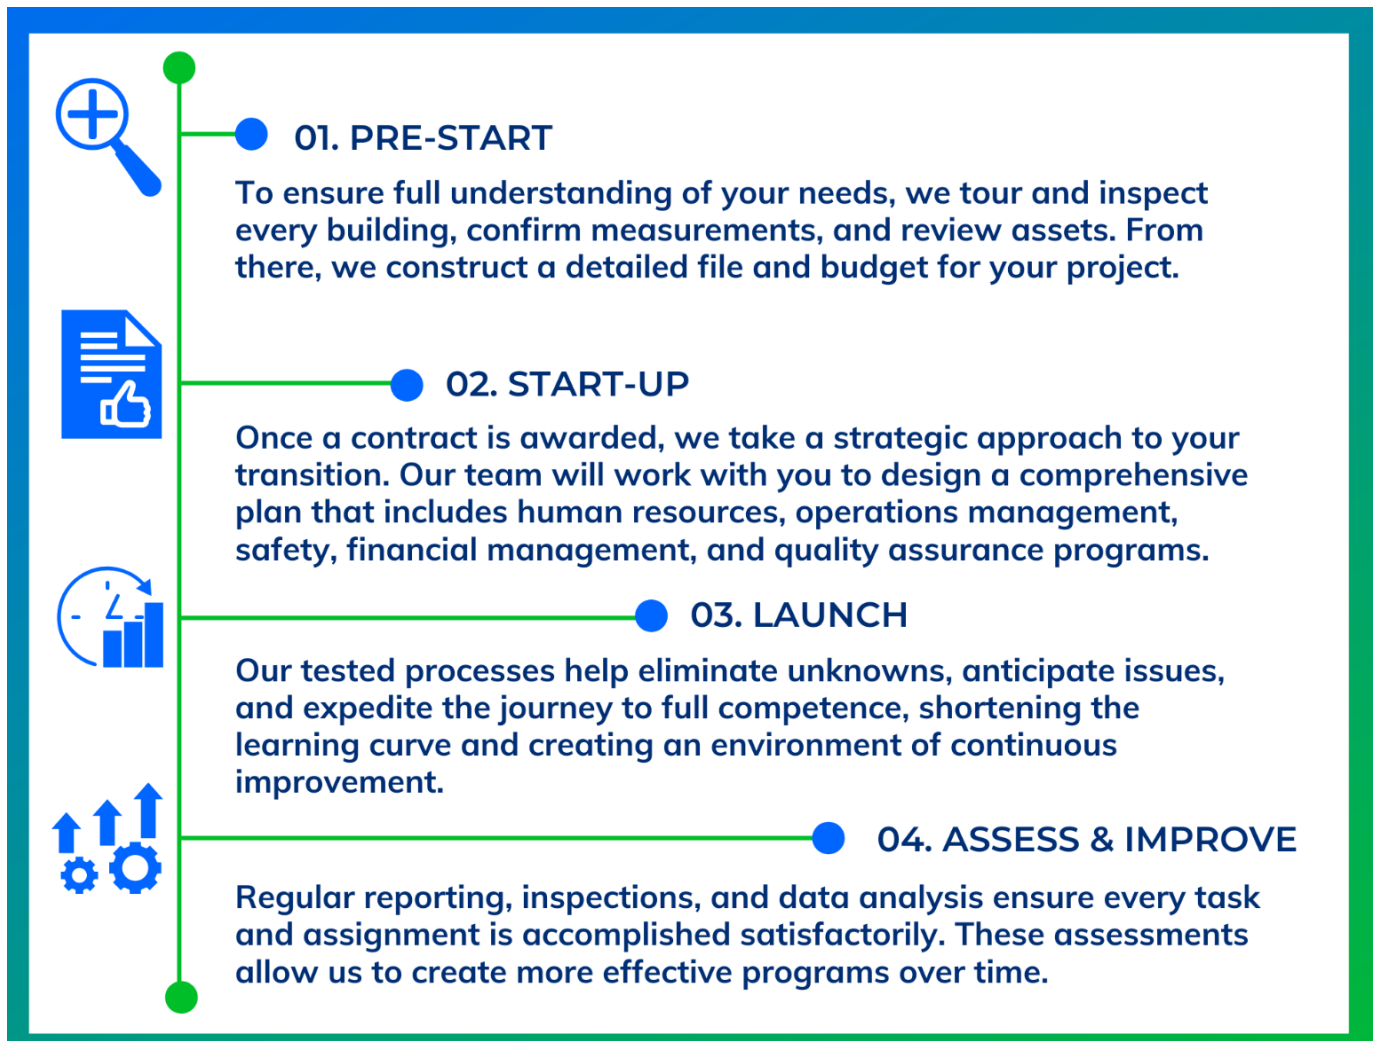 01. PRE-START
To ensure full understanding of your needs, we tour and inspect
every building, confirm measurements, and review assets. From
there, we construct a detailed file and budget for your project.
02. START-UP
Once a contract is awarded, we take a strategic approach to your
transition. Our team will work with you to design a comprehensive
plan that includes human resources, operations management,
safety, financial management, and quality assurance programs.
03. LAUNCH
Our tested processes help eliminate unknowns, anticipate issues,
and expedite the journey to full competence, shortening the
learning curve and creating an environment of continuous
improvement.
04. ASSESS & IMPROVE
Regular reporting, inspections, and data analysis ensure every task
and assignment is accomplished satisfactorily. These assessments
allow us to create more effective programs over time.